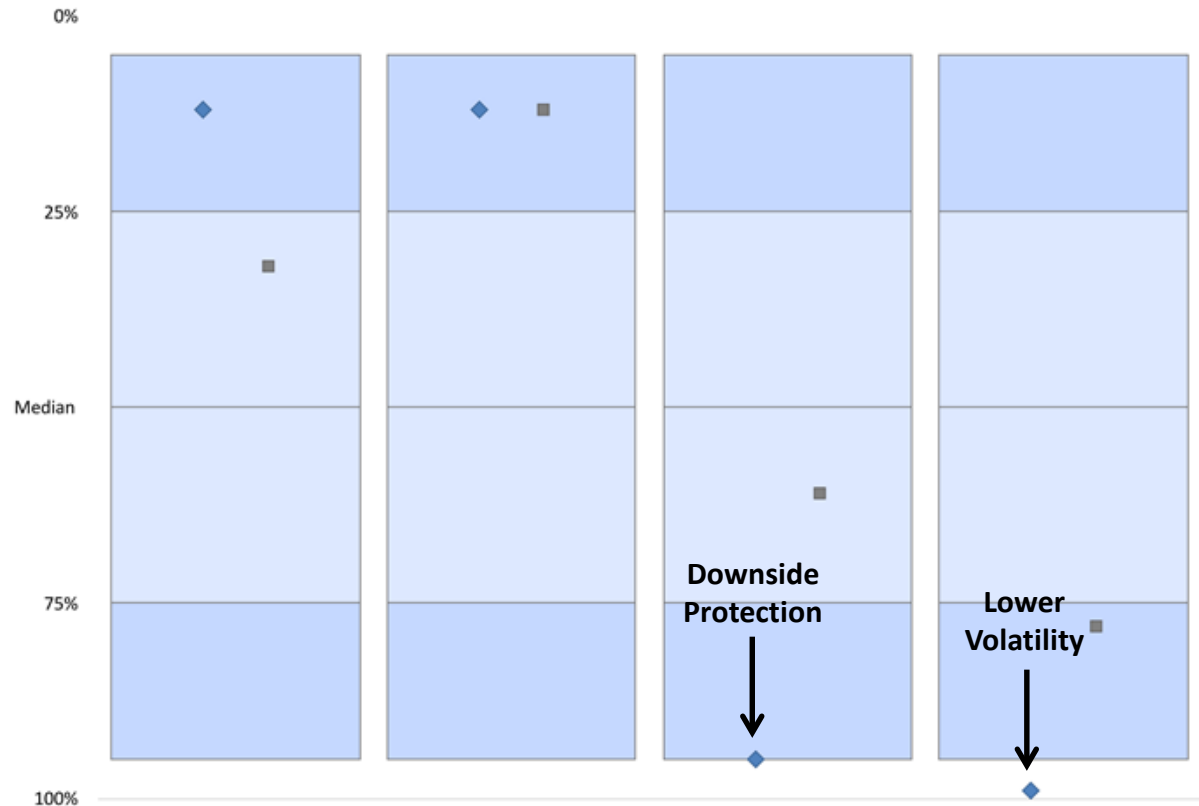 0%
25%
Median
75%
100%
Downside
Protection
Lower
Volatility